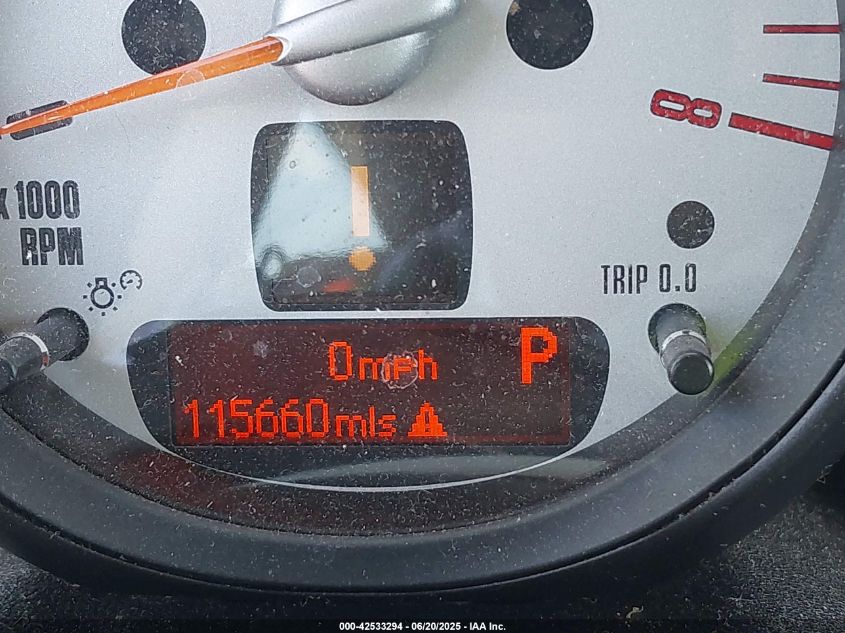 8
x 1000
RPM
TRIP 0.0
0mph P
115660mls
000-42533294 - 06/20/2025 - IAA Inc.